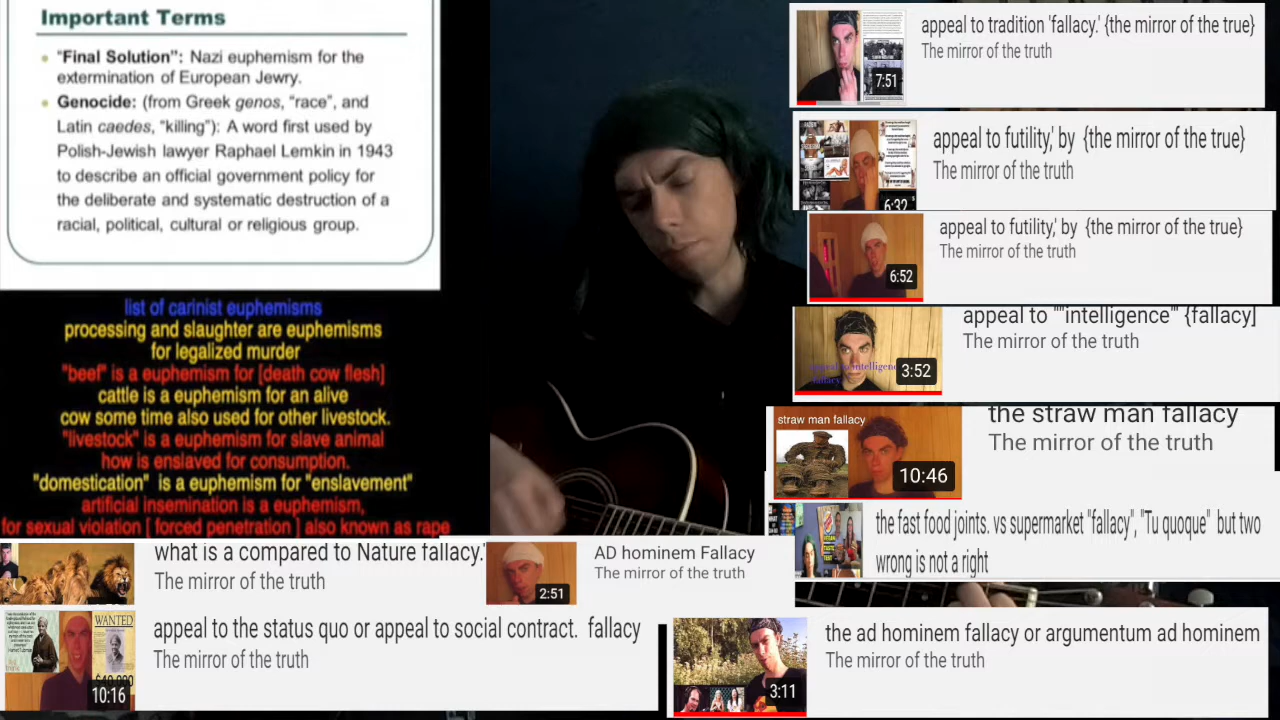 Important Terms
"Final Solution": Nazi euphemism for the
extermination of European Jewry.
Genocide: (from Greek genos, "race", and
Latin caedes, "killing"): A word first used by
Polish-Jewish lawyer Raphael Lemkin in 1943
to describe an official government policy for
the deliberate and systematic destruction of a
racial, political, cultural or religious group.
list of carinist euphemisms
processing and slaughter are euphemisms
for legalized murder
"beef" is a euphemism for [death cow flesh]
cattle is a euphemism for an alive
cow some time also used for other livestock.
"livestock" is a euphemism for slave animal
how is enslaved for consumption.
"domestication" is a euphemism for "enslavement"
artificial insemination is a euphemism,
for sexual violation [ forced penetration ] also known as rape
appeal to tradition 'fallacy.' {the mirror of the true}
The mirror of the truth
7:51
appeal to futility,' by {the mirror of the true}
The mirror of the truth
6:32
appeal to futility,' by {the mirror of the true}
The mirror of the truth
6:52
appeal to ""intelligence" {fallacy]
The mirror of the truth
3:52
the straw man fallacy
The mirror of the truth
straw man fallacy
10:46
the fast food joints. vs supermarket "fallacy", "Tu quoque" but two
wrong is not a right
what is a compared to Nature fallacy.'
The mirror of the truth
AD hominem Fallacy
The mirror of the truth
2:51
appeal to the status quo or appeal to social contract. fallacy
The mirror of the truth
WANTED
10:16
the ad hominem fallacy or argumentum ad hominem
The mirror of the truth
3:11